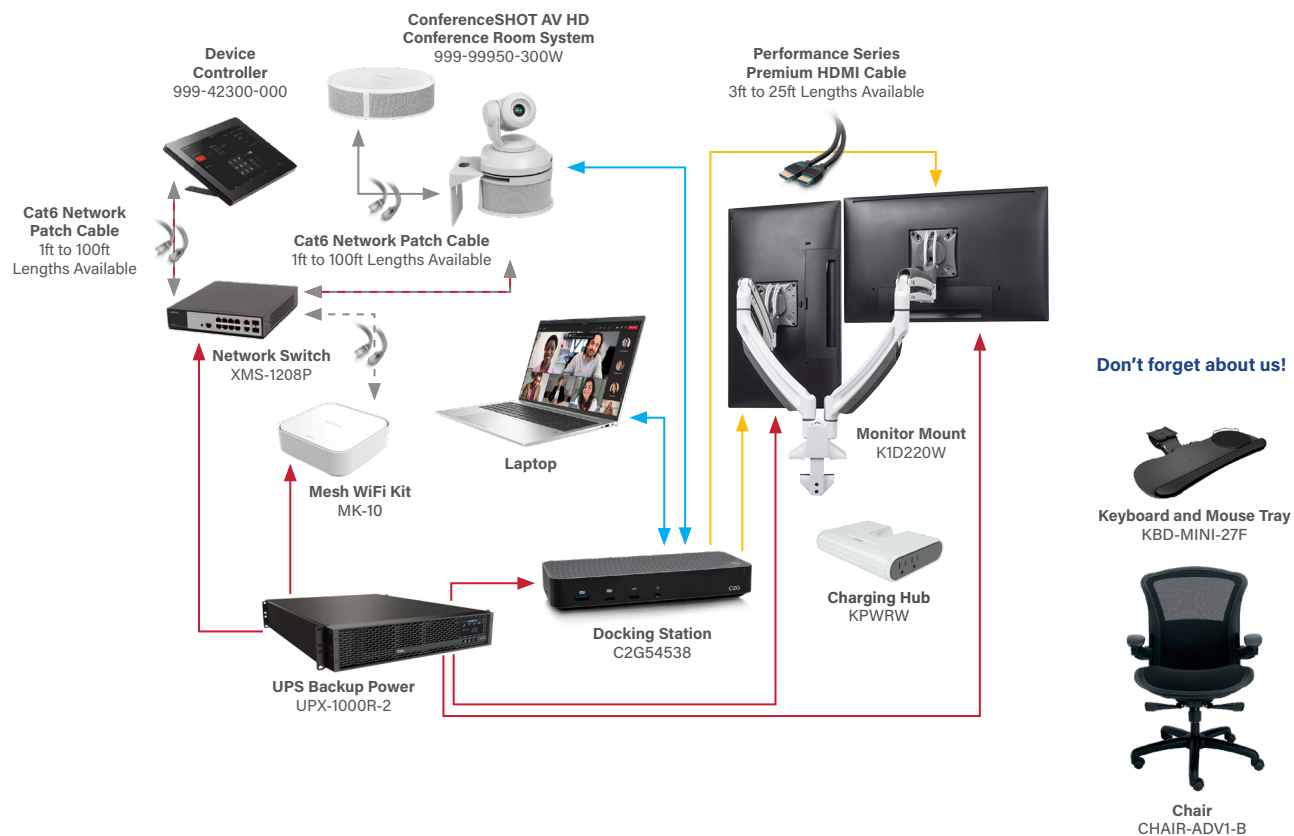 ConferenceSHOT AV HD
Conference Room System
999-99950-300W
Device
Controller
999-42300-000
Performance Series
Premium HDMI Cable
3ft to 25ft Lengths Available
Cat6 Network
Patch Cable
1ft to 100ft
Lengths Available
Cat6 Network Patch Cable
1ft to 100ft Lengths Available
Network Switch
XMS-1208P
Don’t forget about us!
Laptop
Monitor Mount
K1D220W
Mesh WiFi Kit
MK-10
Keyboard and Mouse Tray
KBD-MINI-27F
C2G
Charging Hub
KPWRW
Docking Station
C2G54538
UPS Backup Power
UPX-1000R-2
Chair
CHAIR-ADV1-B